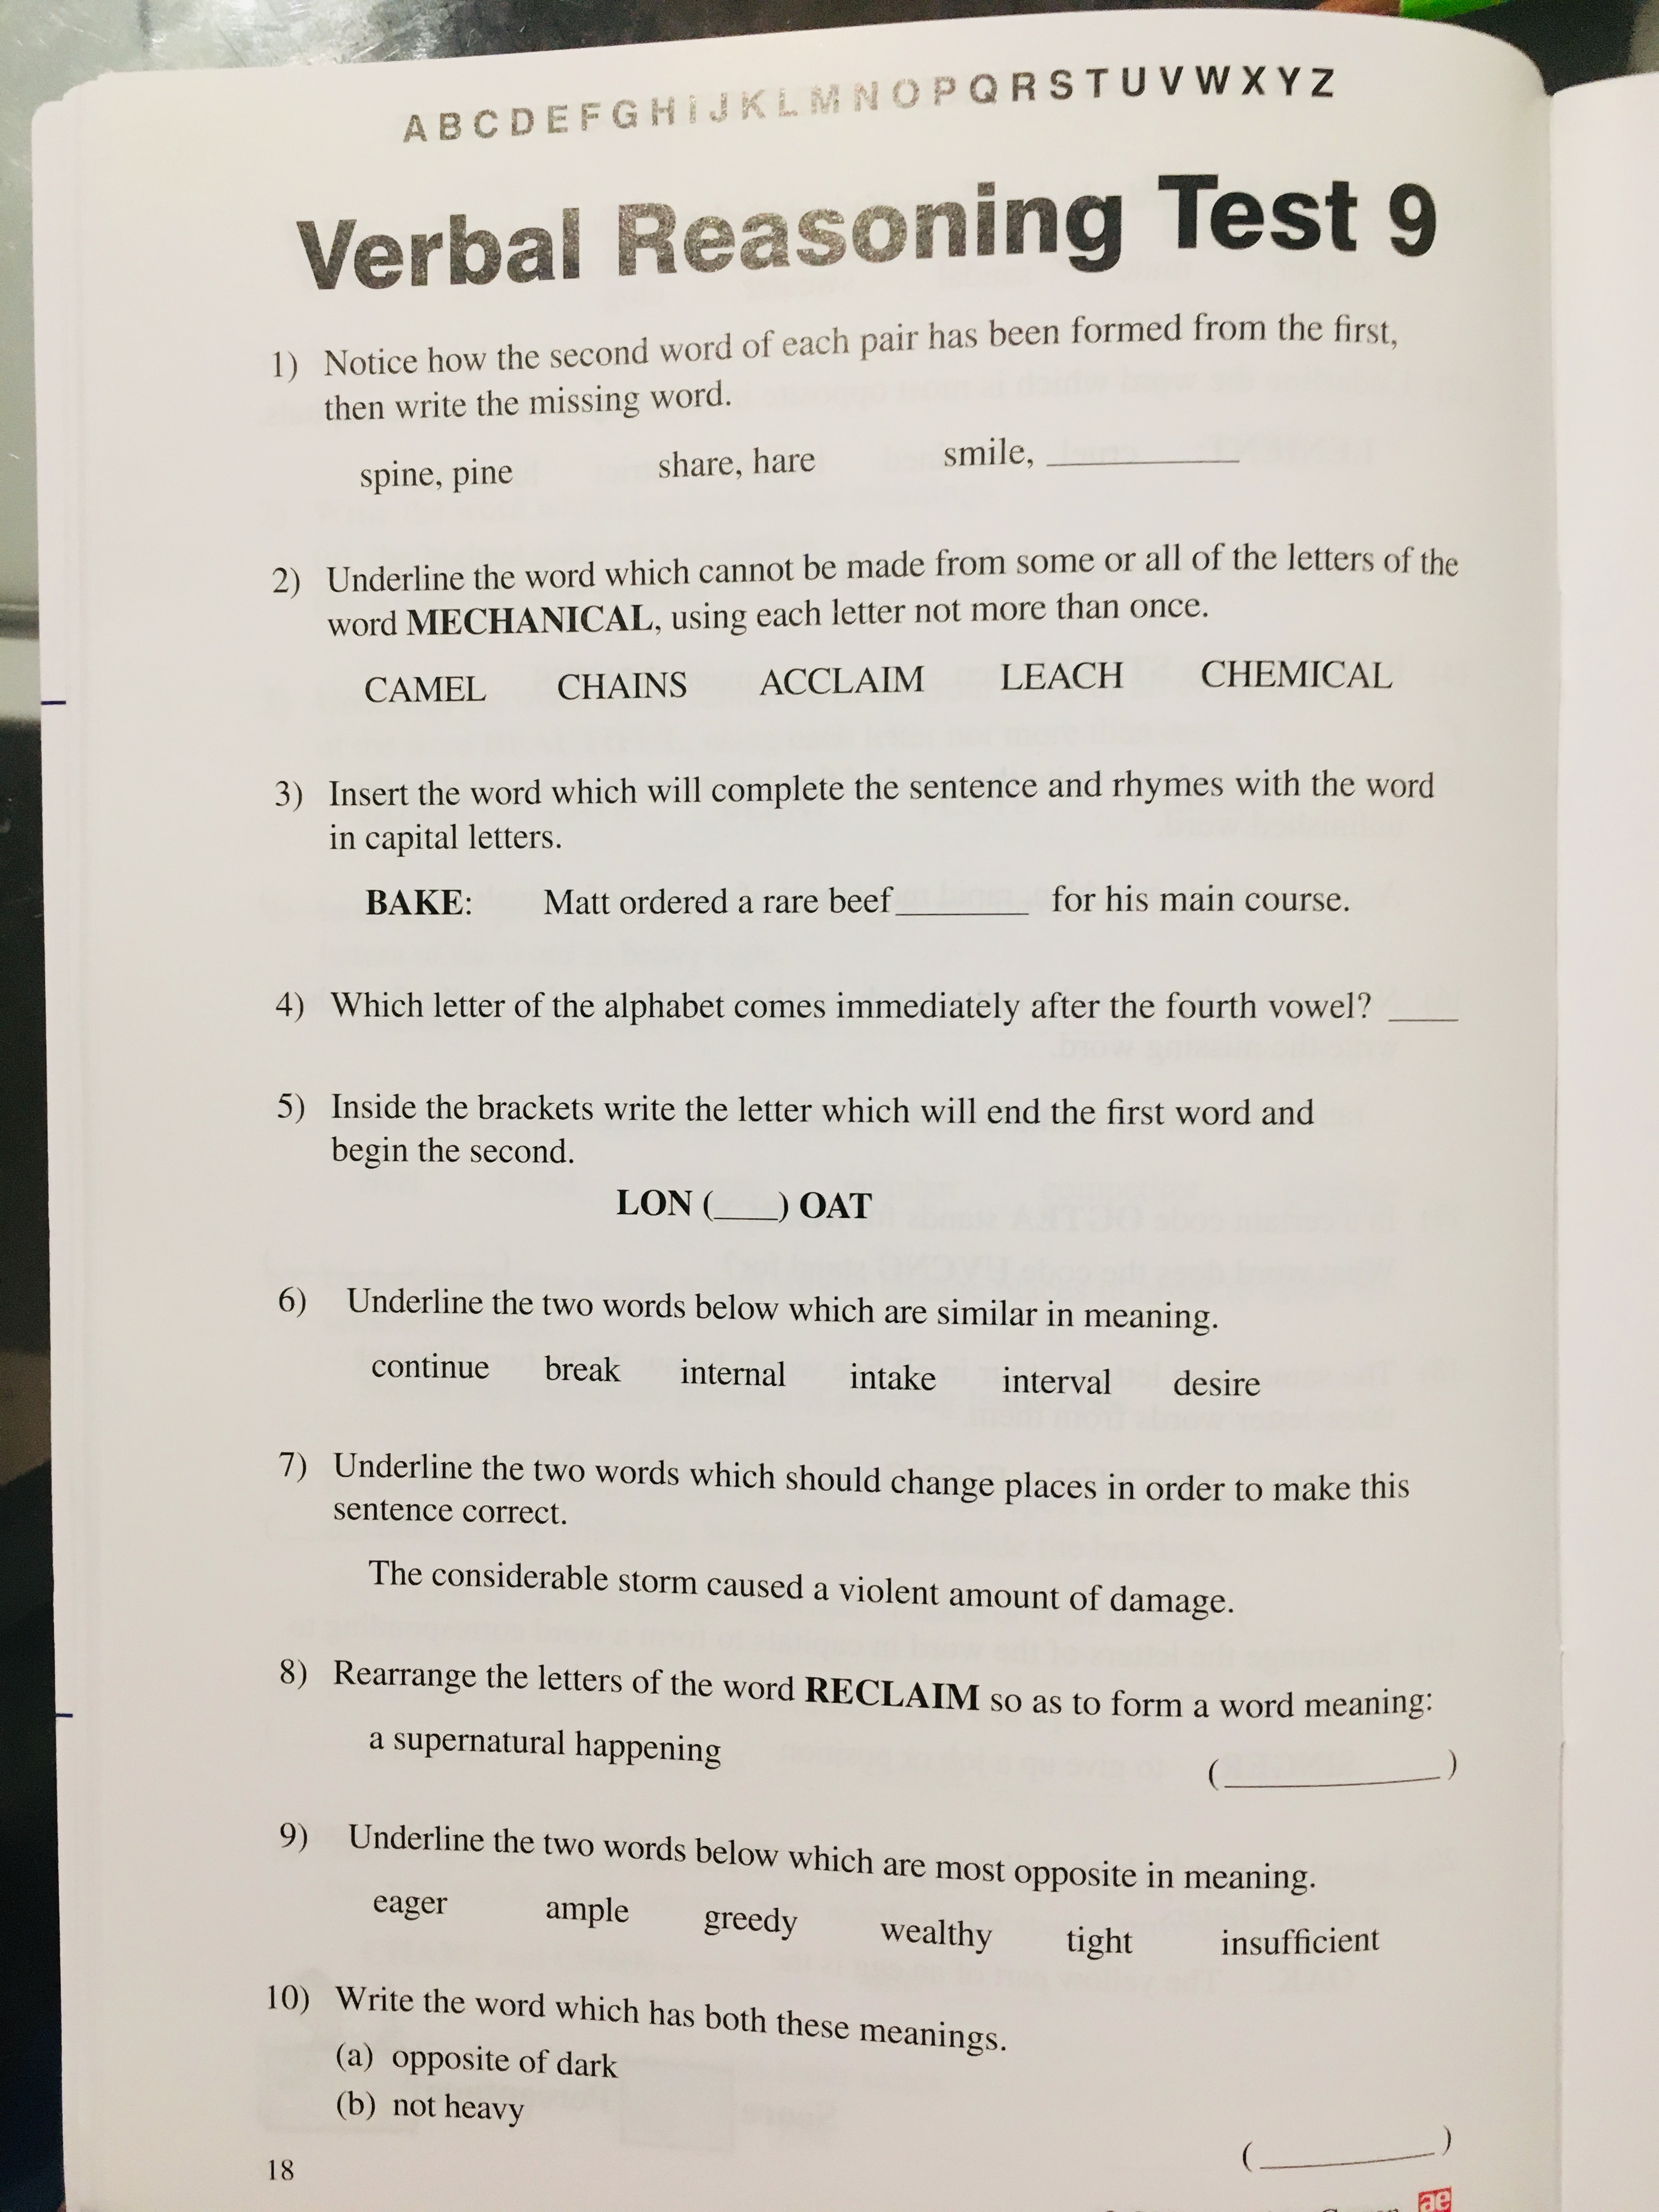 A B C D E F G H I J K L M N O P Q R S T U V W X Y Z
Verbal Reasoning Test 9
1) Notice how the second word of each pair has been formed from the first,
then write the missing word.
spine, pine share, hare smile, __________
2) Underline the word which cannot be made from some or all of the letters of the
word MECHANICAL, using each letter not more than once.
CAMEL CHAINS ACCLAIM LEACH CHEMICAL
3) Insert the word which will complete the sentence and rhymes with the word
in capital letters.
BAKE: Matt ordered a rare beef_______ for his main course.
4) Which letter of the alphabet comes immediately after the fourth vowel? ____
5) Inside the brackets write the letter which will end the first word and
begin the second.
LON (___) OAT
6) Underline the two words below which are similar in meaning.
continue break internal intake interval desire
7) Underline the two words which should change places in order to make this
sentence correct.
The considerable storm caused a violent amount of damage.
8) Rearrange the letters of the word RECLAIM so as to form a word meaning:
a supernatural happening (___________)
9) Underline the two words below which are most opposite in meaning.
eager ample greedy wealthy tight insufficient
10) Write the word which has both these meanings.
(a) opposite of dark
(b) not heavy
(_________)
18
ae